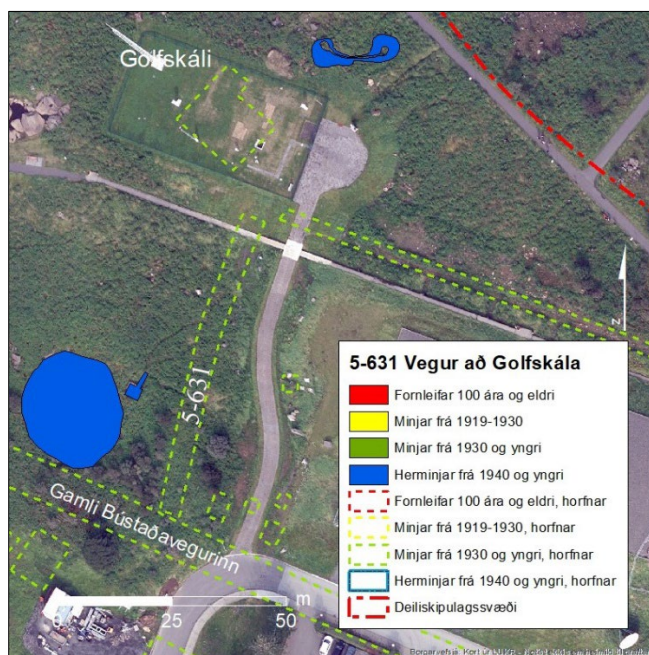 Golfskáli
5-631
Gamli Bústaðavegurinn
z
5-631 Vegur að Golfskála
Fornleifar 100 ára og eldri
Minjar frá 1919-1930
Minjar frá 1930 og yngri
Herminjar frá 1940 og yngri
Fornleifar 100 ára og eldri, horfnar
Minjar frá 1919-1930, horfnar
Minjar frá 1930 og yngri, horfnar
Herminjar frá 1940 og yngri, horfnar
Deiliskipulagssvæði
m
0 25 50